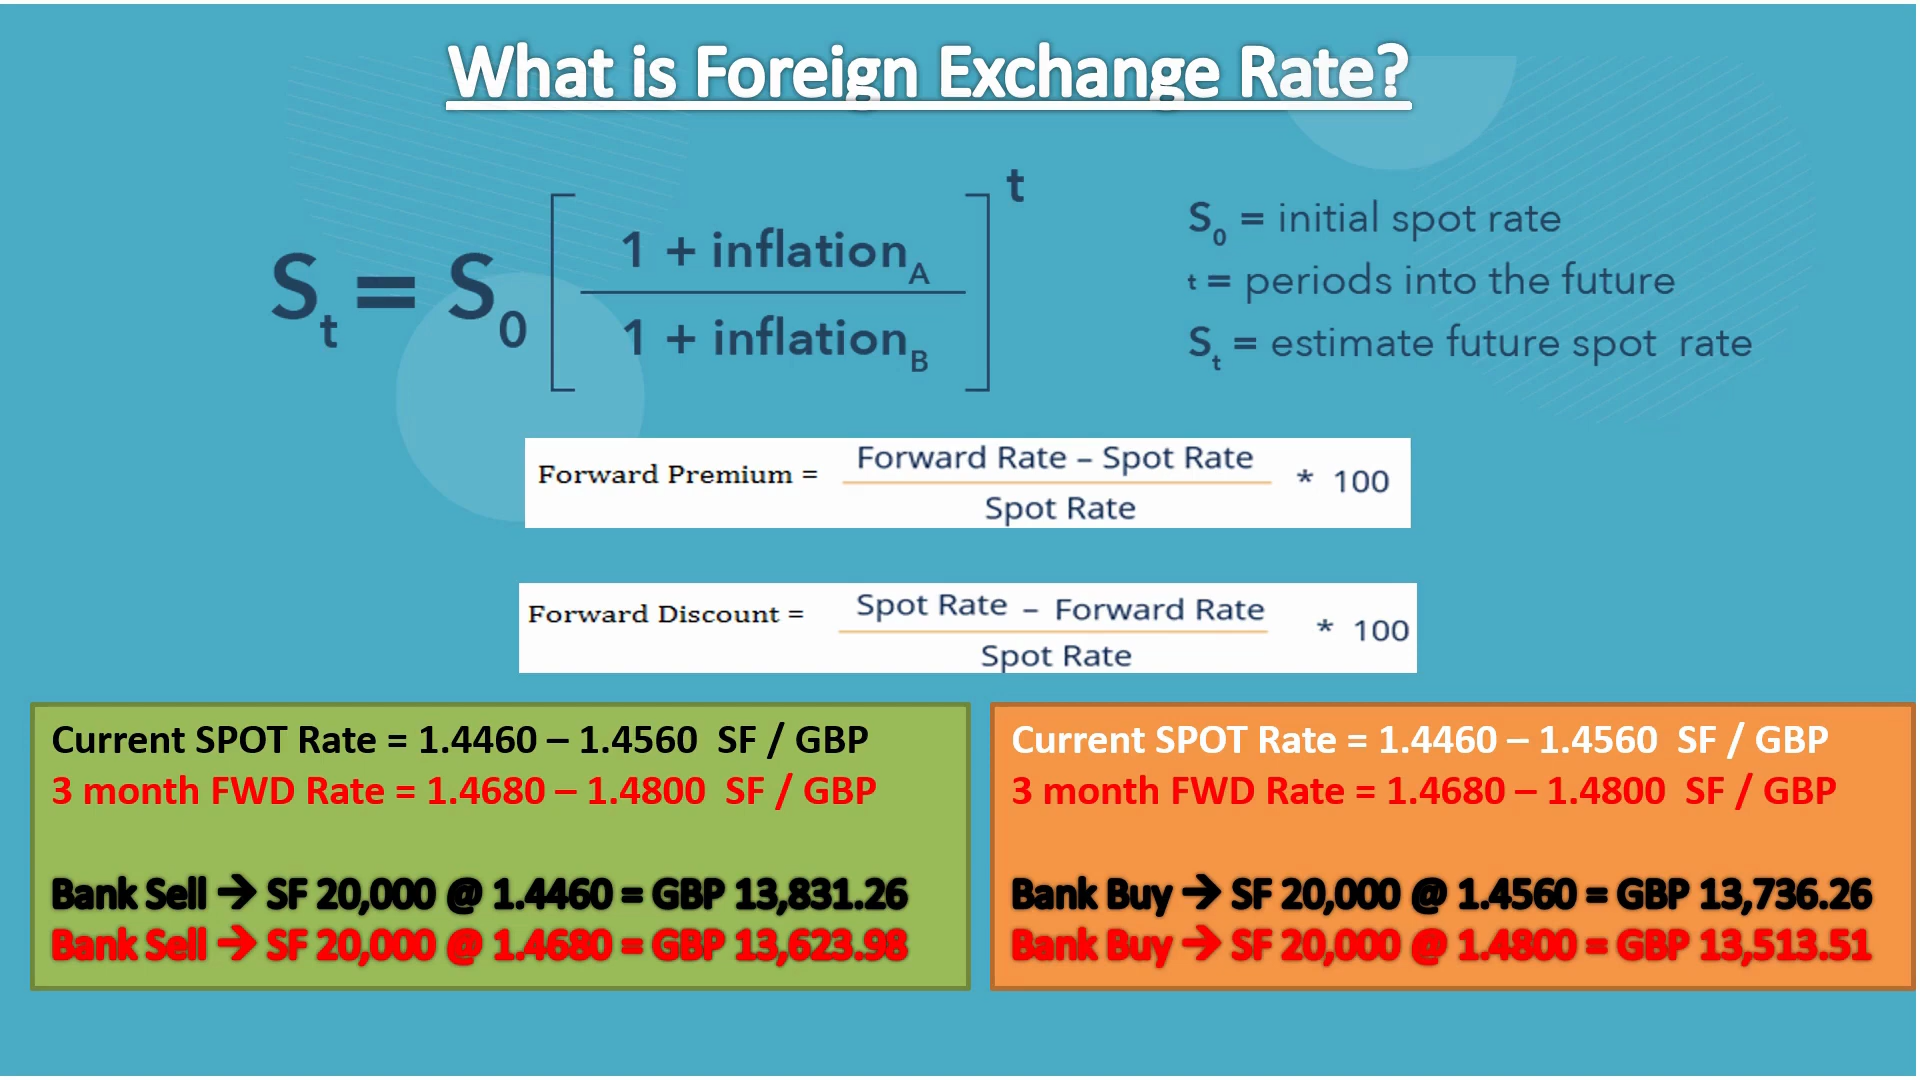 What is Foreign Exchange Rate?
S_t = S_0 [ (1 + inflation_A) / (1 + inflation_B) ]^t
S_0 = initial spot rate
t = periods into the future
S_t = estimate future spot rate
Forward Premium = (Forward Rate – Spot Rate) / Spot Rate * 100
Forward Discount = (Spot Rate – Forward Rate) / Spot Rate * 100
Current SPOT Rate = 1.4460 – 1.4560 SF / GBP
3 month FWD Rate = 1.4680 – 1.4800 SF / GBP
Bank Sell → SF 20,000 @ 1.4460 = GBP 13,831.26
Bank Sell → SF 20,000 @ 1.4680 = GBP 13,623.98
Current SPOT Rate = 1.4460 – 1.4560 SF / GBP
3 month FWD Rate = 1.4680 – 1.4800 SF / GBP
Bank Buy → SF 20,000 @ 1.4560 = GBP 13,736.26
Bank Buy → SF 20,000 @ 1.4800 = GBP 13,513.51